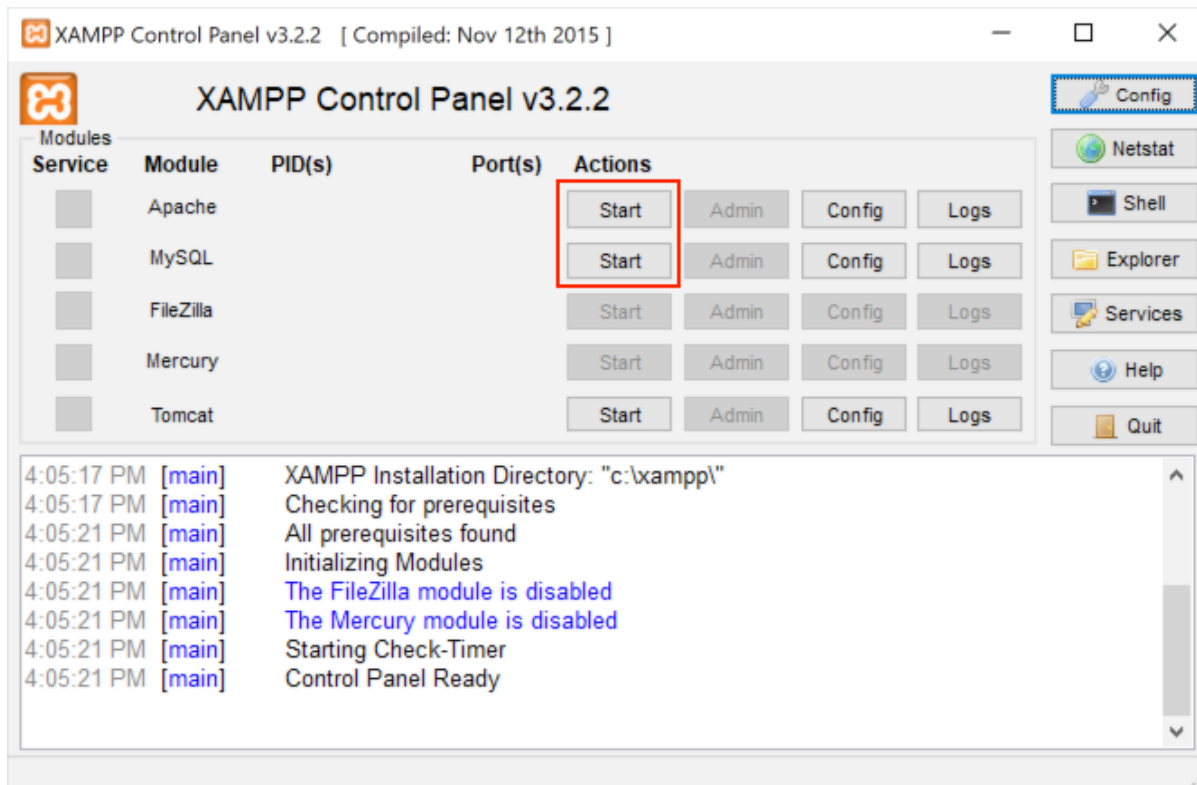 XAMPP Control Panel v3.2.2 [ Compiled: Nov 12th 2015 ]
XAMPP Control Panel v3.2.2
Config
Modules
Netstat
Service Module PID(s) Port(s) Actions
Apache Start Admin Config Logs
Shell
MySQL Start Admin Config Logs
Explorer
FileZilla Start Admin Config Logs
Services
Mercury Start Admin Config Logs
Help
Tomcat Start Admin Config Logs
Quit
4:05:17 PM [main] XAMPP Installation Directory: "c:\xampp\"
4:05:17 PM [main] Checking for prerequisites
4:05:21 PM [main] All prerequisites found
4:05:21 PM [main] Initializing Modules
4:05:21 PM [main] The FileZilla module is disabled
4:05:21 PM [main] The Mercury module is disabled
4:05:21 PM [main] Starting Check-Timer
4:05:21 PM [main] Control Panel Ready